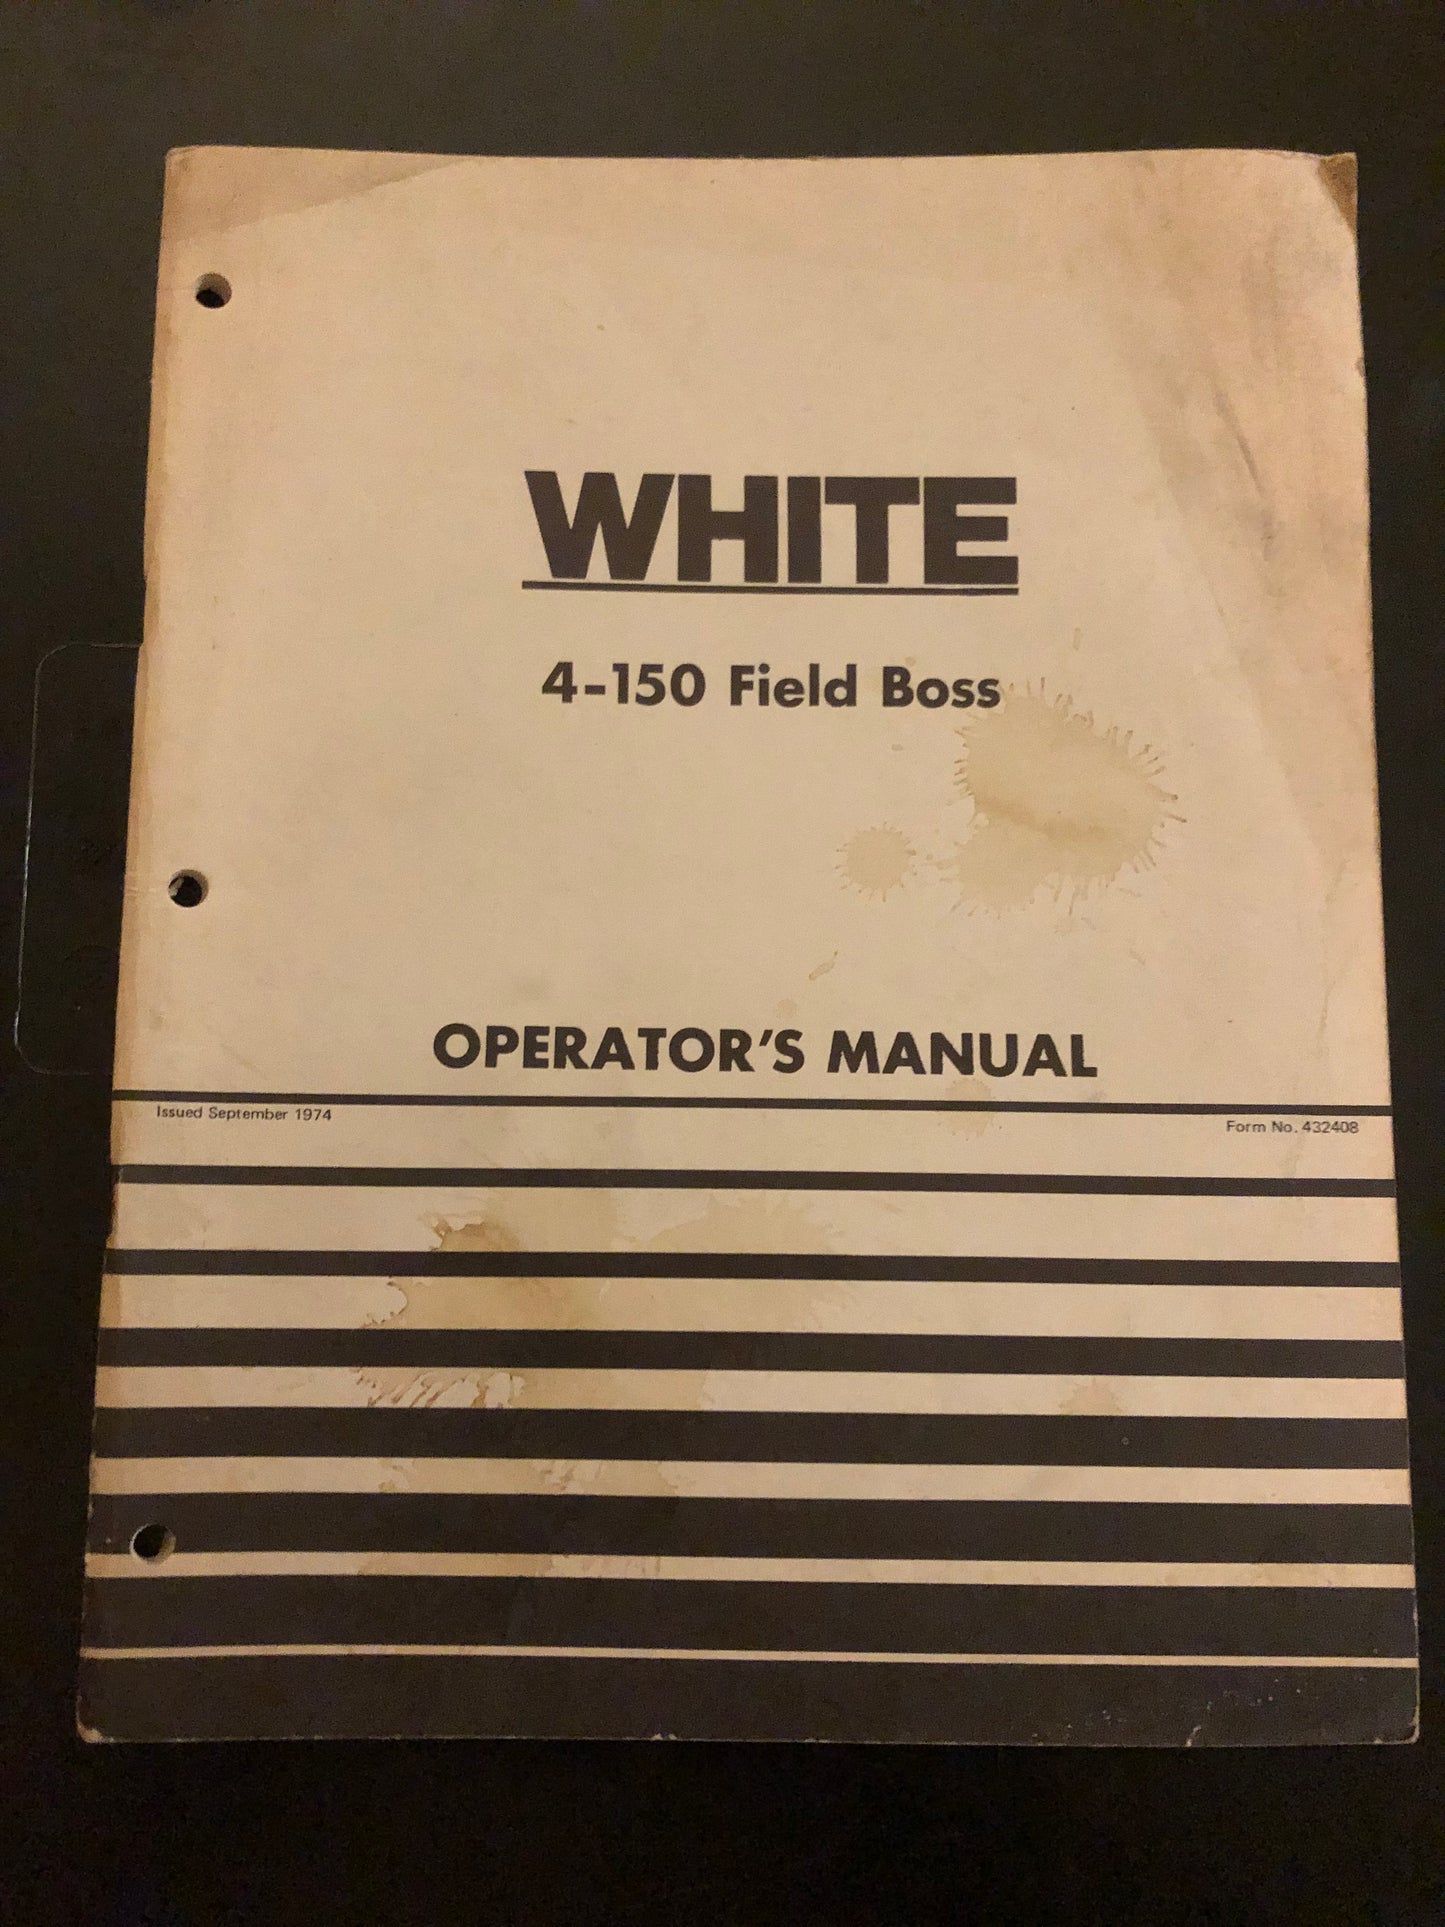 WHITE
4-150 Field Boss
OPERATOR'S MANUAL
Issued September 1974
Form No. 432408